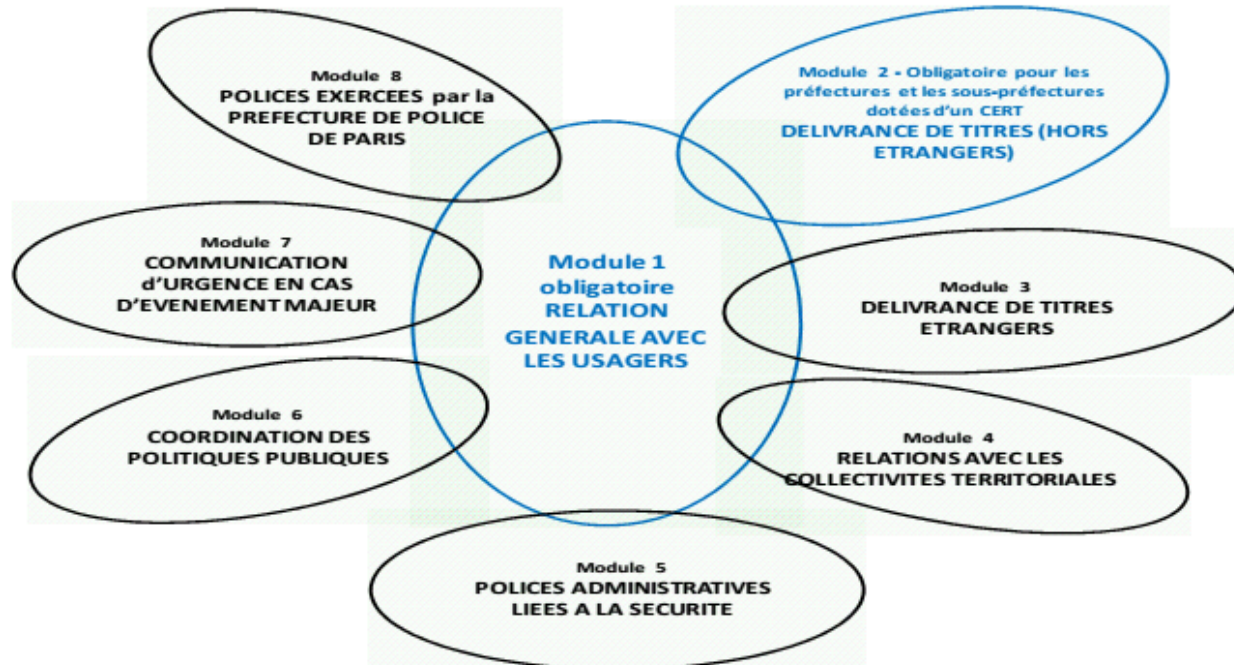 Module 8
POLICES EXERCEES par la
PREFECTURE DE POLICE
DE PARIS
Module 2 - Obligatoire pour les
préfectures et les sous-préfectures
dotées d'un CERT
DELIVRANCE DE TITRES (HORS
ETRANGERS)
Module 7
COMMUNICATION
d'URGENCE EN CAS
D'EVENEMENT MAJEUR
Module 1
obligatoire
RELATION
GENERALE AVEC
LES USAGERS
Module 3
DELIVRANCE DE TITRES
ETRANGERS
Module 6
COORDINATION DES
POLITIQUES PUBLIQUES
Module 4
RELATIONS AVEC LES
COLLECTIVITES TERRITORIALES
Module 5
POLICES ADMINISTRATIVES
LIEES A LA SECURITE